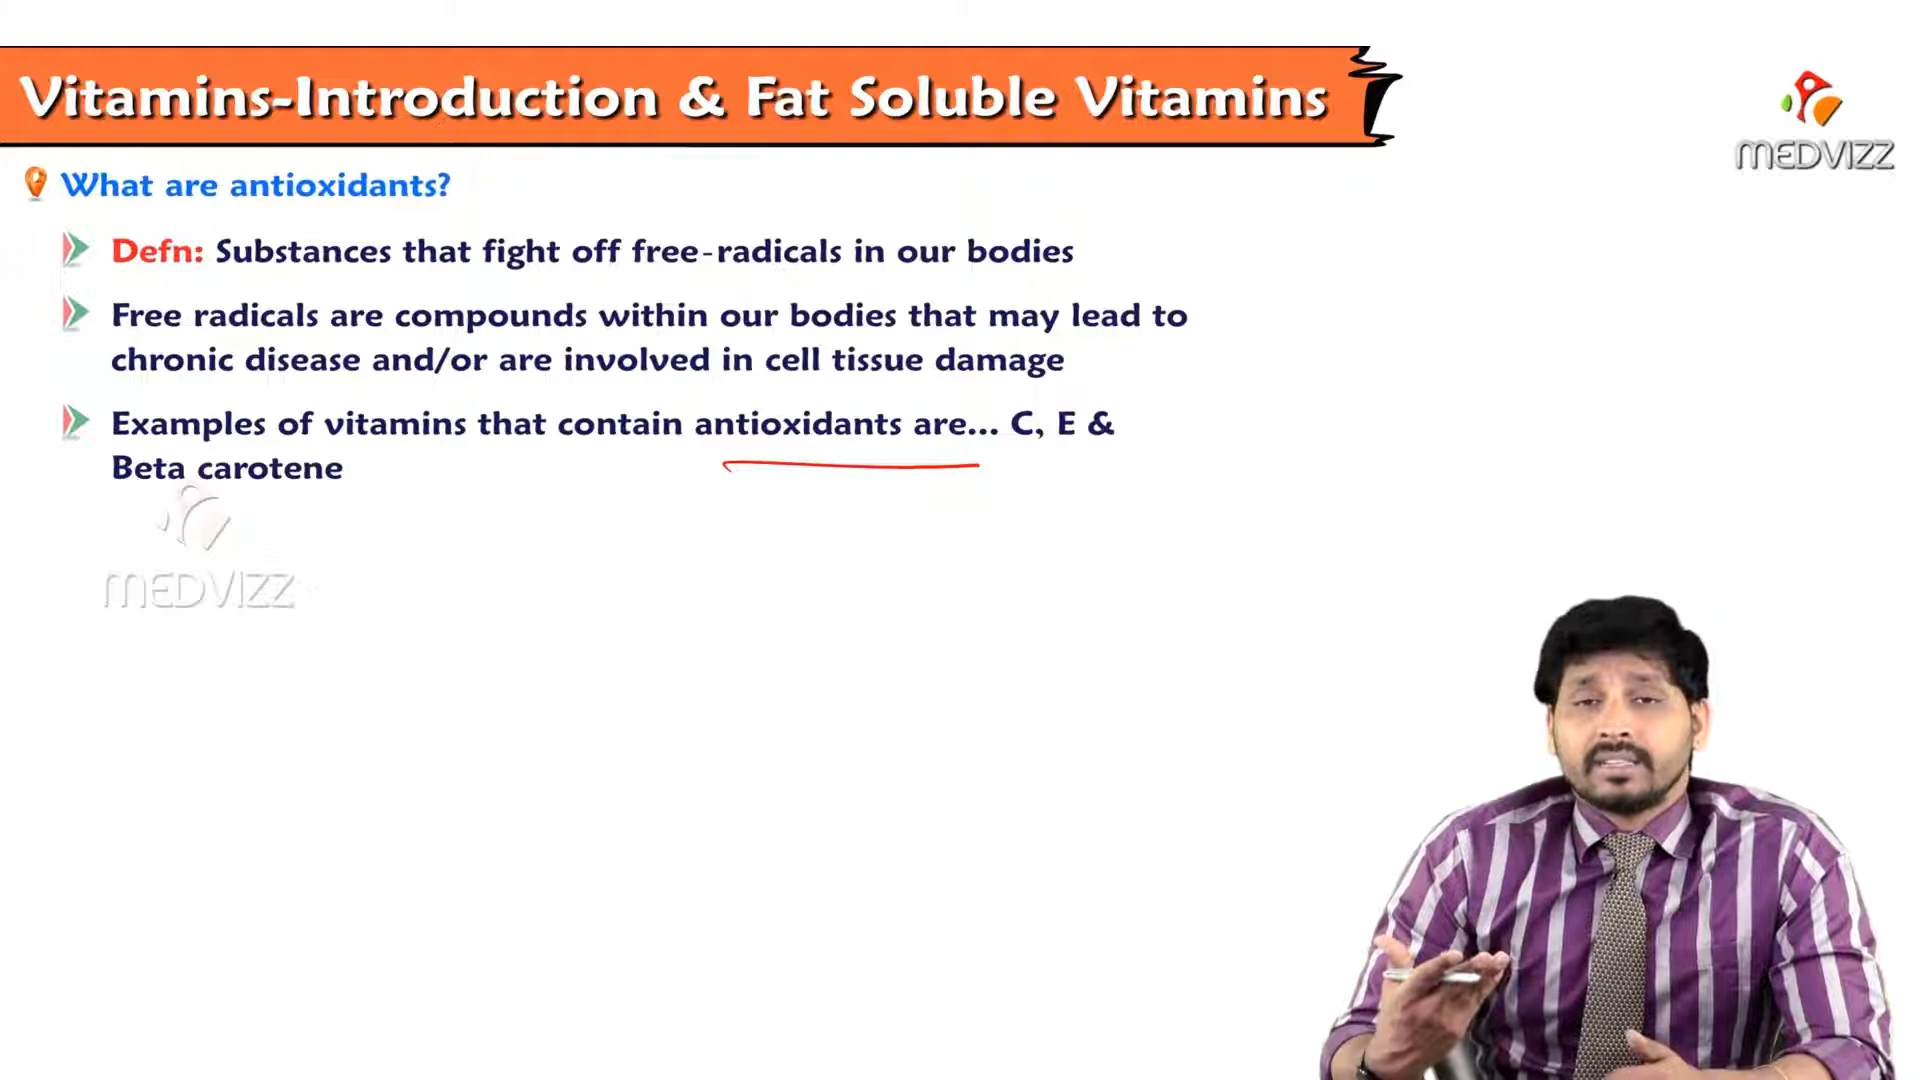 Vitamins-Introduction & Fat Soluble Vitamins
MEDVIZZ
What are antioxidants?
Defn: Substances that fight off free-radicals in our bodies
Free radicals are compounds within our bodies that may lead to
chronic disease and/or are involved in cell tissue damage
Examples of vitamins that contain antioxidants are... C, E &
Beta carotene
MEDVIZZ